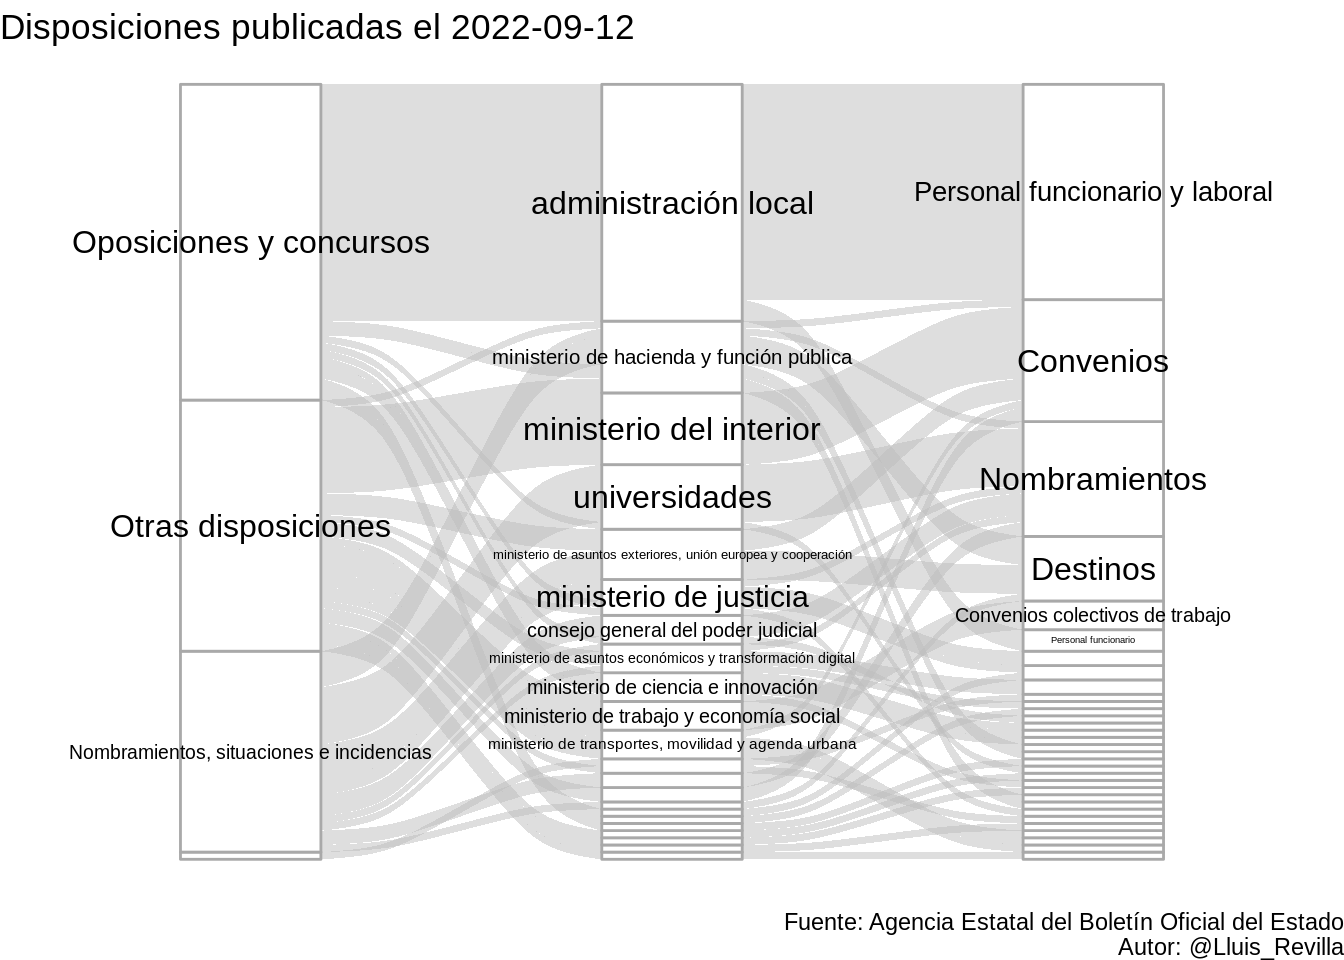 Disposiciones publicadas el 2022-09-12
Oposiciones y concursos
Otras disposiciones
Nombramientos, situaciones e incidencias
administración local
ministerio de hacienda y función pública
ministerio del interior
universidades
ministerio de asuntos exteriores, unión europea y cooperación
ministerio de justicia
consejo general del poder judicial
ministerio de asuntos económicos y transformación digital
ministerio de ciencia e innovación
ministerio de trabajo y economía social
ministerio de transportes, movilidad y agenda urbana
Personal funcionario y laboral
Convenios
Nombramientos
Destinos
Convenios colectivos de trabajo
Personal funcionario
Fuente: Agencia Estatal del Boletín Oficial del Estado
Autor: @Lluis_Revilla